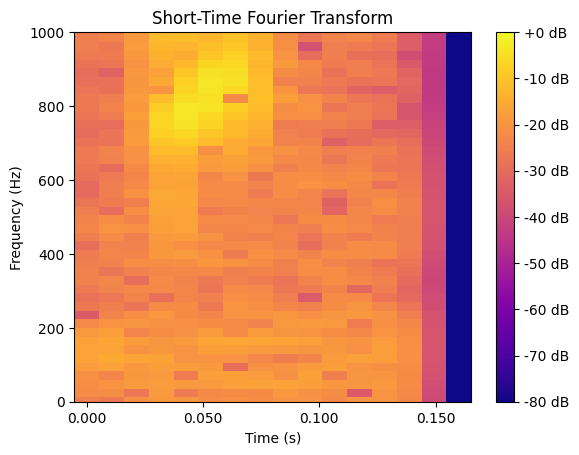 Short-Time Fourier Transform
1000
800
600
400
200
0
Frequency (Hz)
0.000
0.050
0.100
0.150
Time (s)
+0 dB
-10 dB
-20 dB
-30 dB
-40 dB
-50 dB
-60 dB
-70 dB
-80 dB